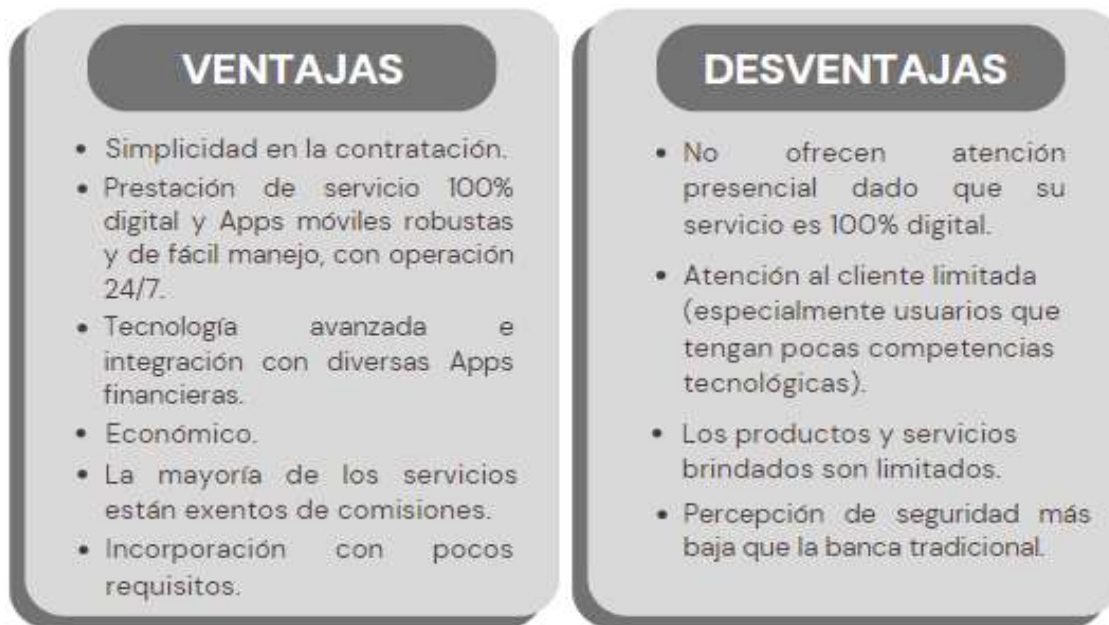 VENTAJAS
• Simplicidad en la contratación.
• Prestación de servicio 100%
digital y Apps móviles robustas
y de fácil manejo, con operación
24/7.
• Tecnología avanzada e
integración con diversas Apps
financieras.
• Económico.
• La mayoría de los servicios
están exentos de comisiones.
• Incorporación con pocos
requisitos.
DESVENTAJAS
• No ofrecen atención
presencial dado que su
servicio es 100% digital.
• Atención al cliente limitada
(especialmente usuarios que
tengan pocas competencias
tecnológicas).
• Los productos y servicios
brindados son limitados.
• Percepción de seguridad más
baja que la banca tradicional.